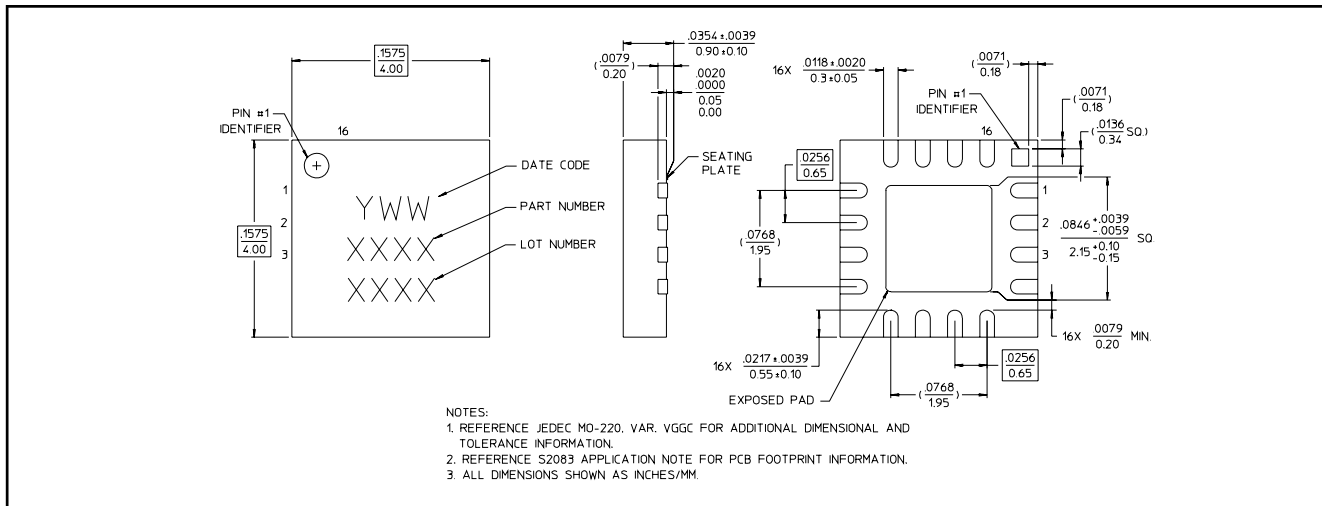 .1575
4.00
PIN #1
IDENTIFIER
16
1
2
3
.1575
4.00
YWW
XXXX
XXXX
DATE CODE
PART NUMBER
LOT NUMBER
.0354±.0039
0.90±0.10
(.0079)
0.20
.0020
.0000
0.05
0.00
SEATING
PLATE
16X .0118±.0020
0.3±0.05
(.0071)
0.18
PIN #1
IDENTIFIER
16
(.0071)
0.18
(.0136 SQ.)
0.34
.0256
0.65
(.0768)
1.95
1
2
3
.0846 +.0039
-.0059 SQ.
2.15 +0.10
-0.15
16X .0079 MIN.
0.20
16X .0217±.0039
0.55±0.10
.0256
0.65
(.0768)
1.95
EXPOSED PAD
NOTES:
1. REFERENCE JEDEC MO-220, VAR. VGGC FOR ADDITIONAL DIMENSIONAL AND
TOLERANCE INFORMATION.
2. REFERENCE S2083 APPLICATION NOTE FOR PCB FOOTPRINT INFORMATION.
3. ALL DIMENSIONS SHOWN AS INCHES/MM.